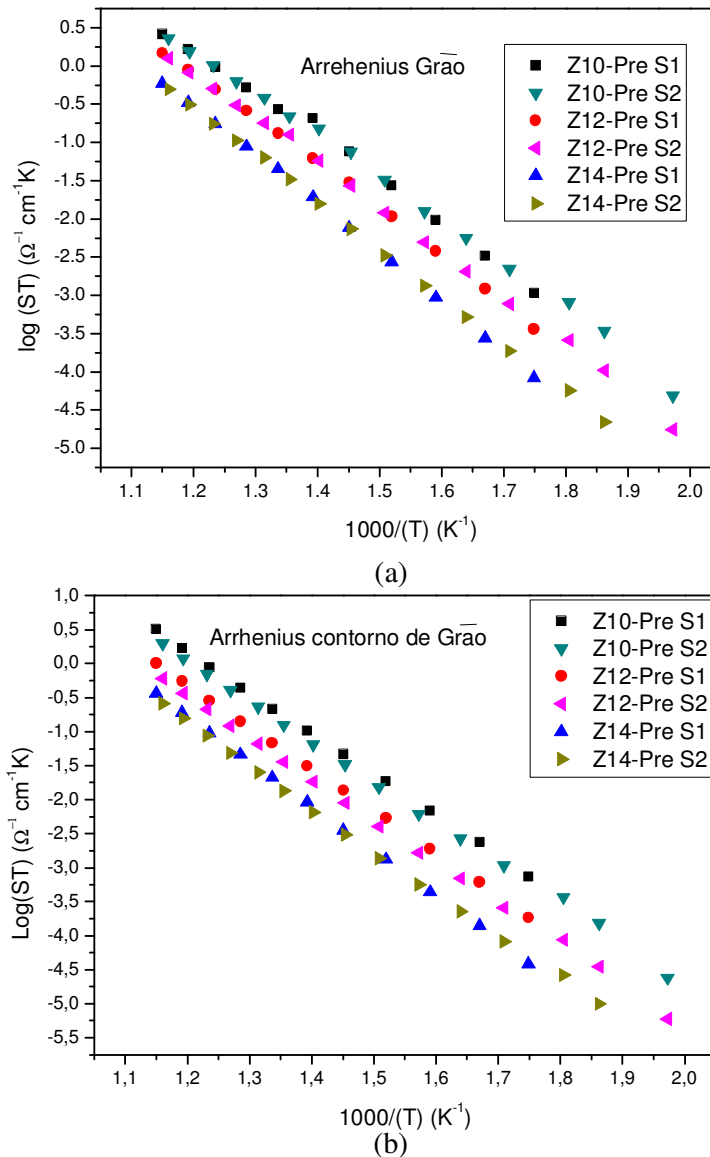 0.5
0.0
-0.5
-1.0
-1.5
-2.0
-2.5
-3.0
-3.5
-4.0
-4.5
-5.0
log (ST) (Ω⁻¹ cm⁻¹K)
Arrehenius Grão
Z10-Pre S1
Z10-Pre S2
Z12-Pre S1
Z12-Pre S2
Z14-Pre S1
Z14-Pre S2
1.1 1.2 1.3 1.4 1.5 1.6 1.7 1.8 1.9 2.0
1000/(T) (K⁻¹)
(a)
1,0
0,5
0,0
-0,5
-1,0
-1,5
-2,0
-2,5
-3,0
-3,5
-4,0
-4,5
-5,0
-5,5
Log(ST) (Ω⁻¹ cm⁻¹K)
Arrhenius contorno de Grão
Z10-Pre S1
Z10-Pre S2
Z12-Pre S1
Z12-Pre S2
Z14-Pre S1
Z14-Pre S2
1,1 1,2 1,3 1,4 1,5 1,6 1,7 1,8 1,9 2,0
1000/(T) (K⁻¹)
(b)